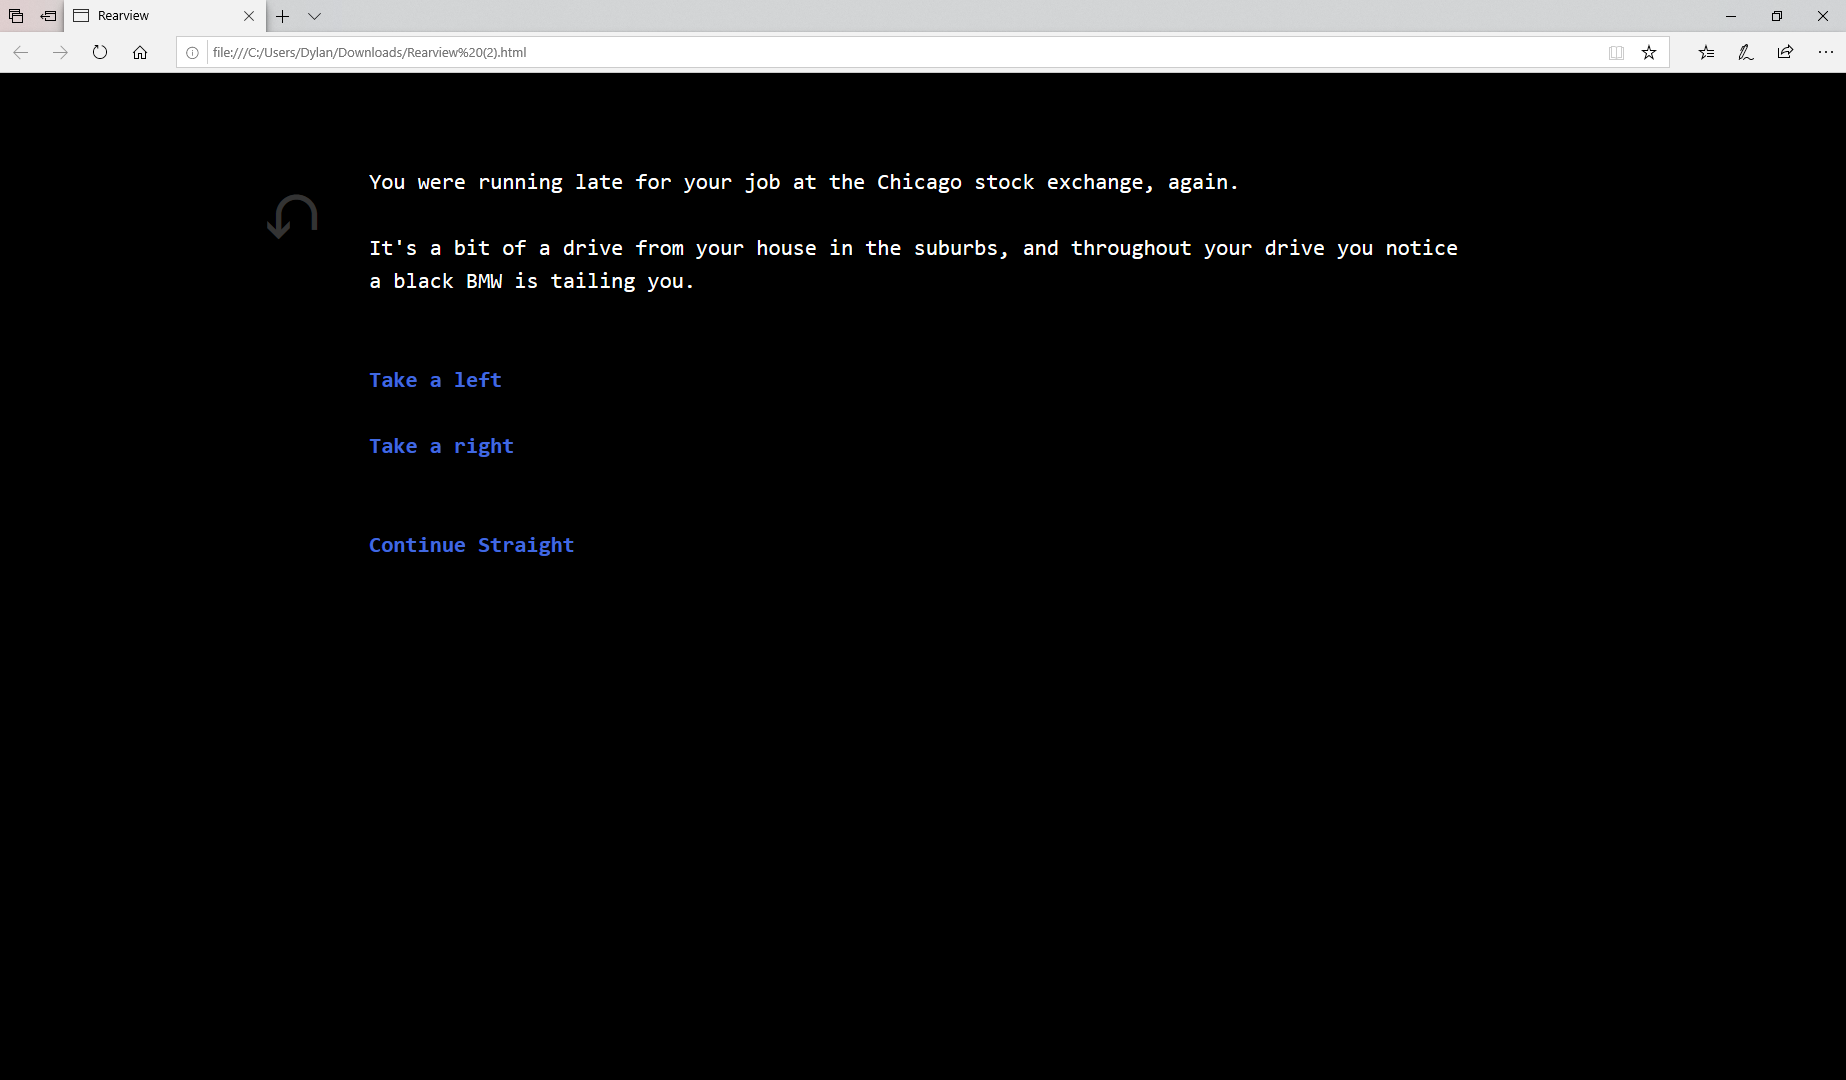 Rearview
file:///C:/Users/Dylan/Downloads/Rearview%20(2).html
You were running late for your job at the Chicago stock exchange, again.
It's a bit of a drive from your house in the suburbs, and throughout your drive you notice
a black BMW is tailing you.
Take a left
Take a right
Continue Straight